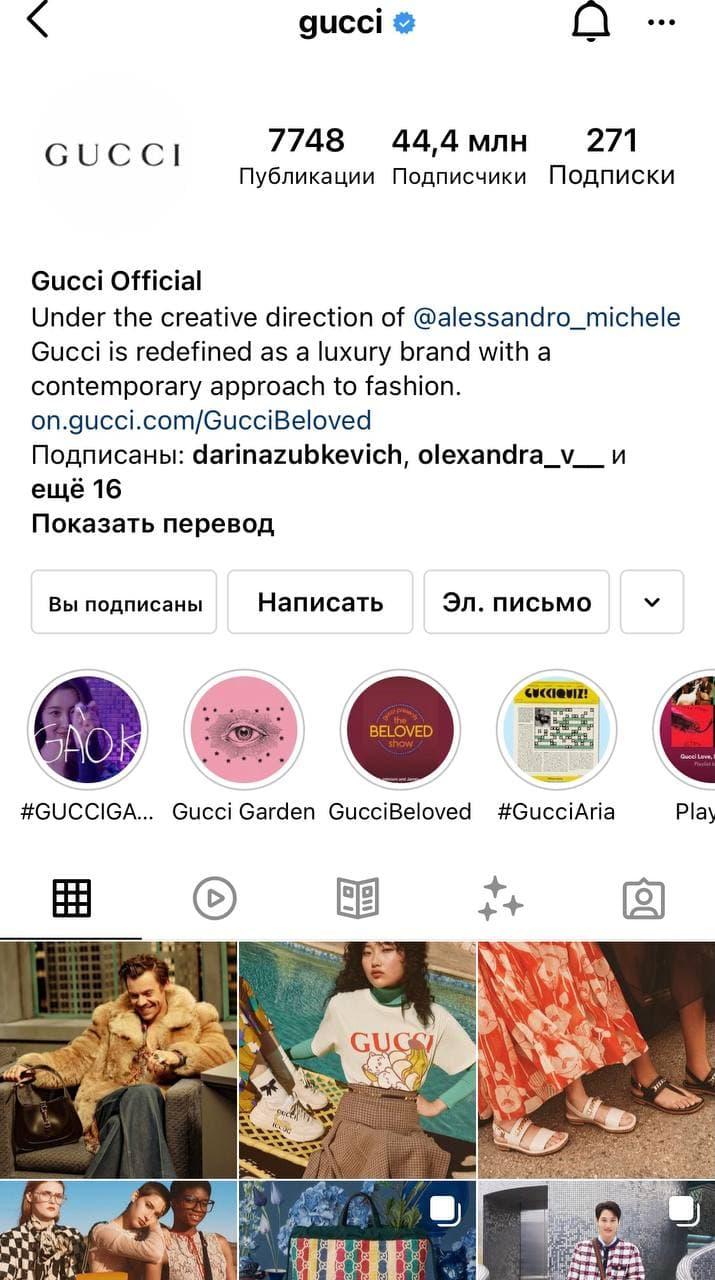 gucci
GUCCI
7748 44,4 млн 271
Публикации Подписчики Подписки
Gucci Official
Under the creative direction of @alessandro_michele
Gucci is redefined as a luxury brand with a
contemporary approach to fashion.
on.gucci.com/GucciBeloved
Подписаны: darinazubkevich, olexandra_v__ и
ещё 16
Показать перевод
Вы подписаны Написать Эл. письмо
GAOK
the
BELOVED
show
GUCCIQUIZ!
#GUCCIGA... Gucci Garden GucciBeloved #GucciAria Play
GUCCI